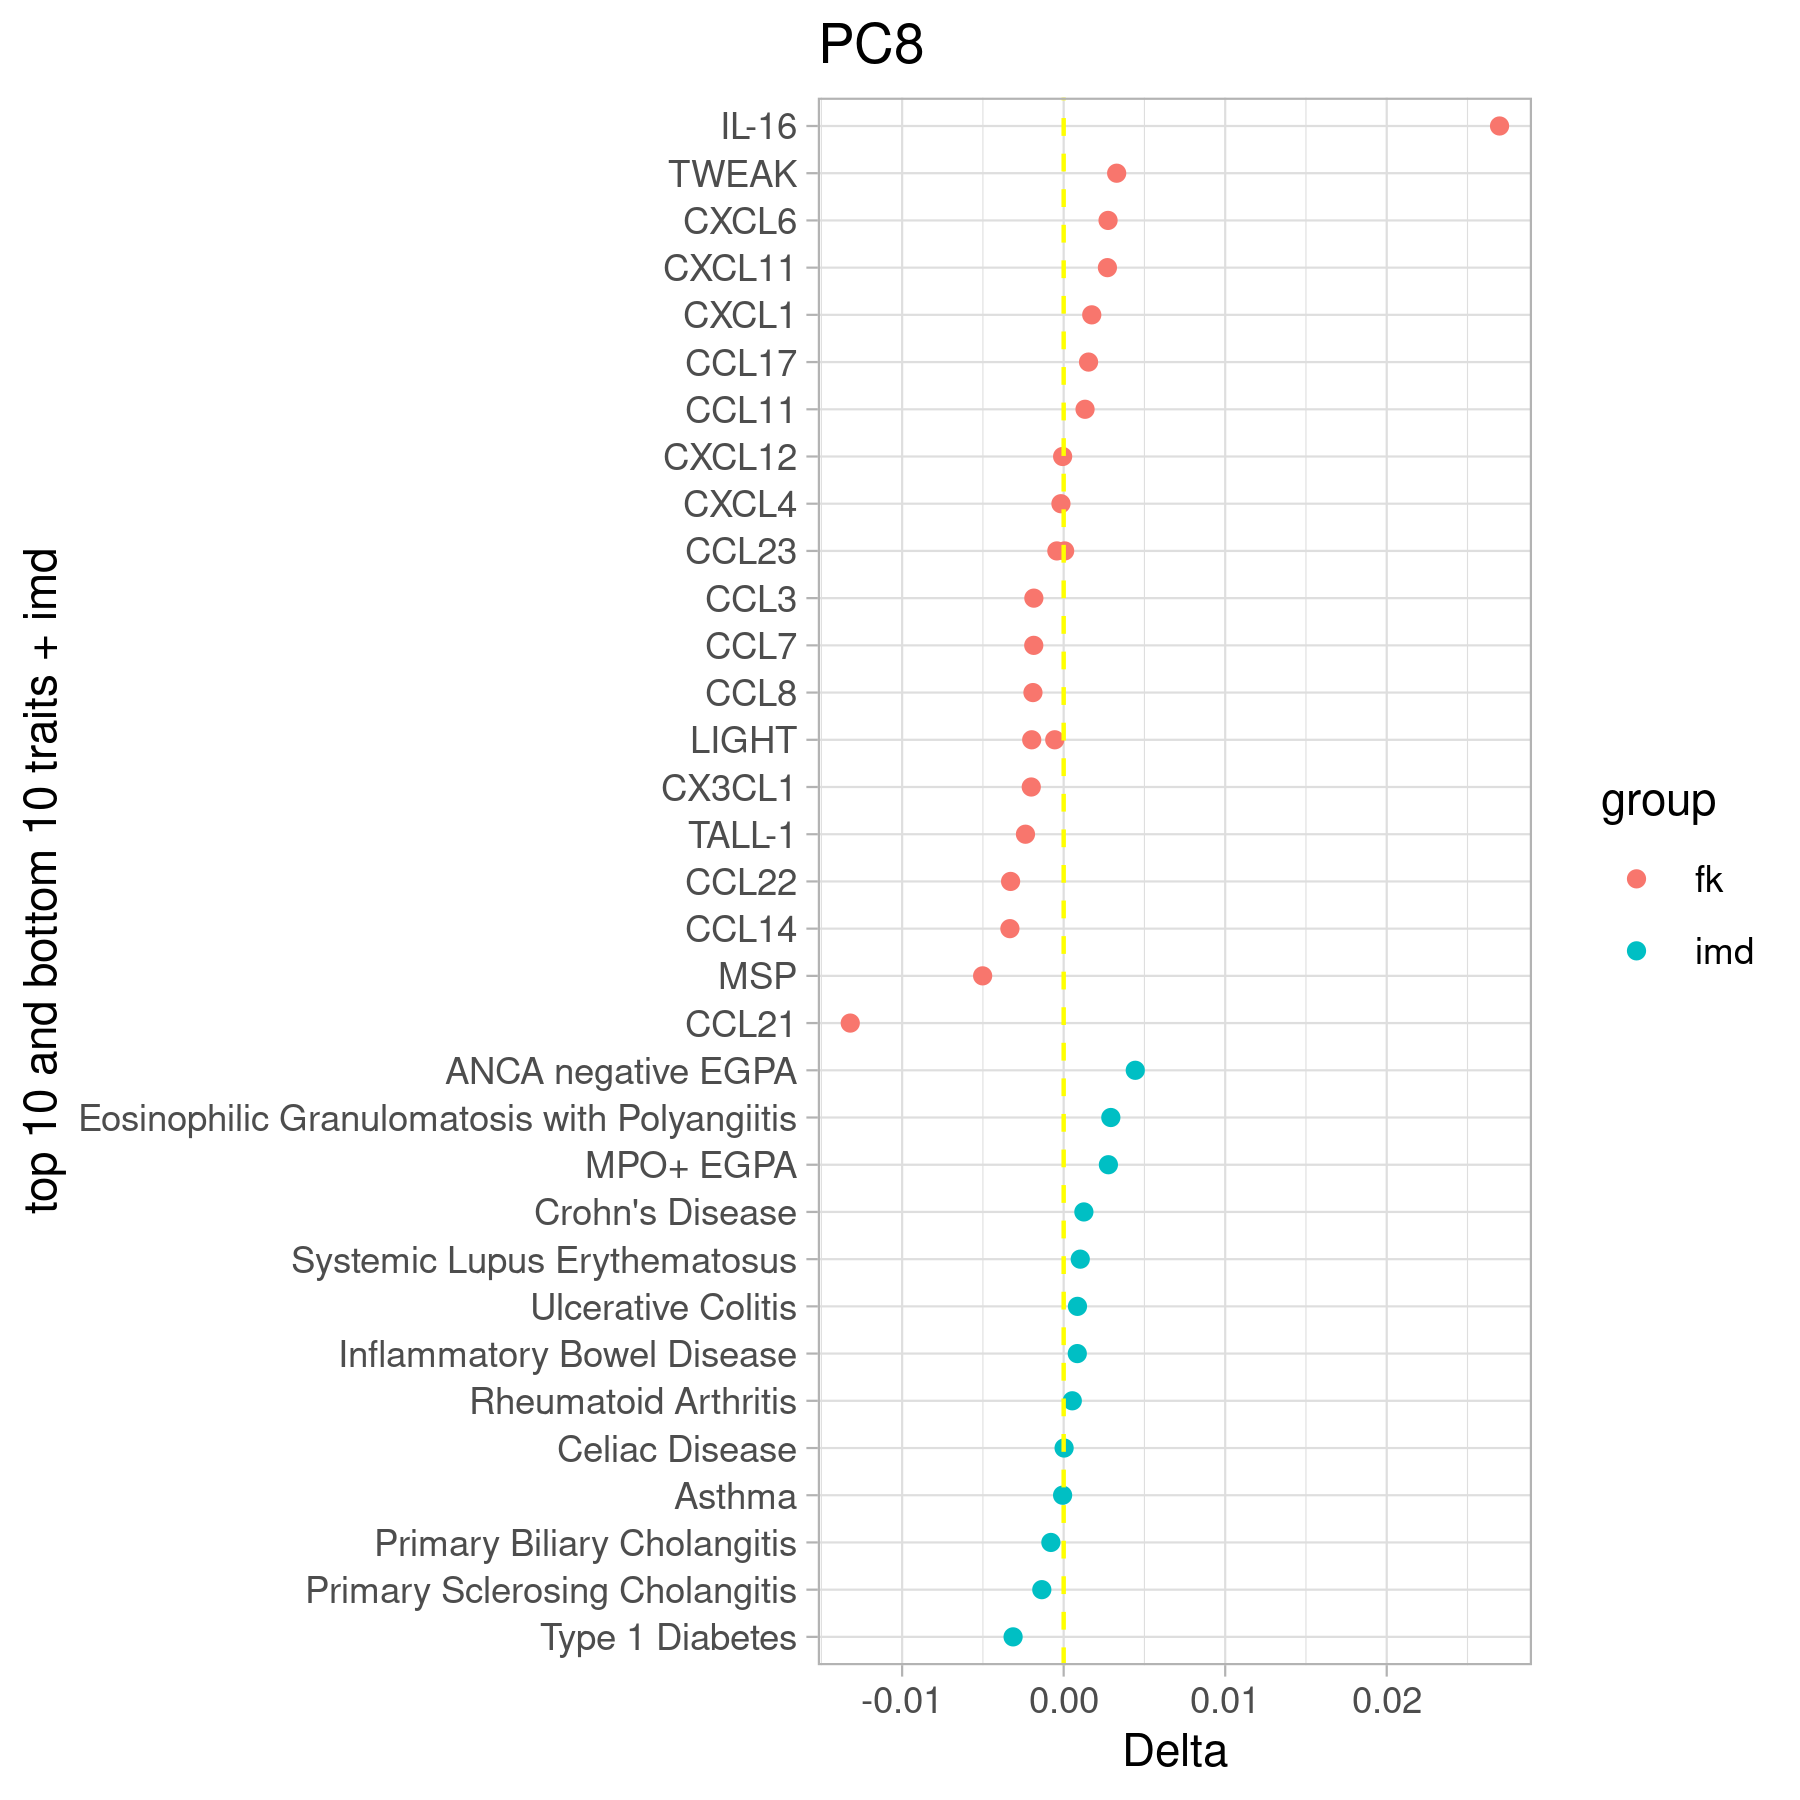 PC8
top 10 and bottom 10 traits + imd
IL-16
TWEAK
CXCL6
CXCL11
CXCL1
CCL17
CCL11
CXCL12
CXCL4
CCL23
CCL3
CCL7
CCL8
LIGHT
CX3CL1
TALL-1
CCL22
CCL14
MSP
CCL21
ANCA negative EGPA
Eosinophilic Granulomatosis with Polyangiitis
MPO+ EGPA
Crohn's Disease
Systemic Lupus Erythematosus
Ulcerative Colitis
Inflammatory Bowel Disease
Rheumatoid Arthritis
Celiac Disease
Asthma
Primary Biliary Cholangitis
Primary Sclerosing Cholangitis
Type 1 Diabetes
-0.01 0.00 0.01 0.02
Delta
group
fk
imd